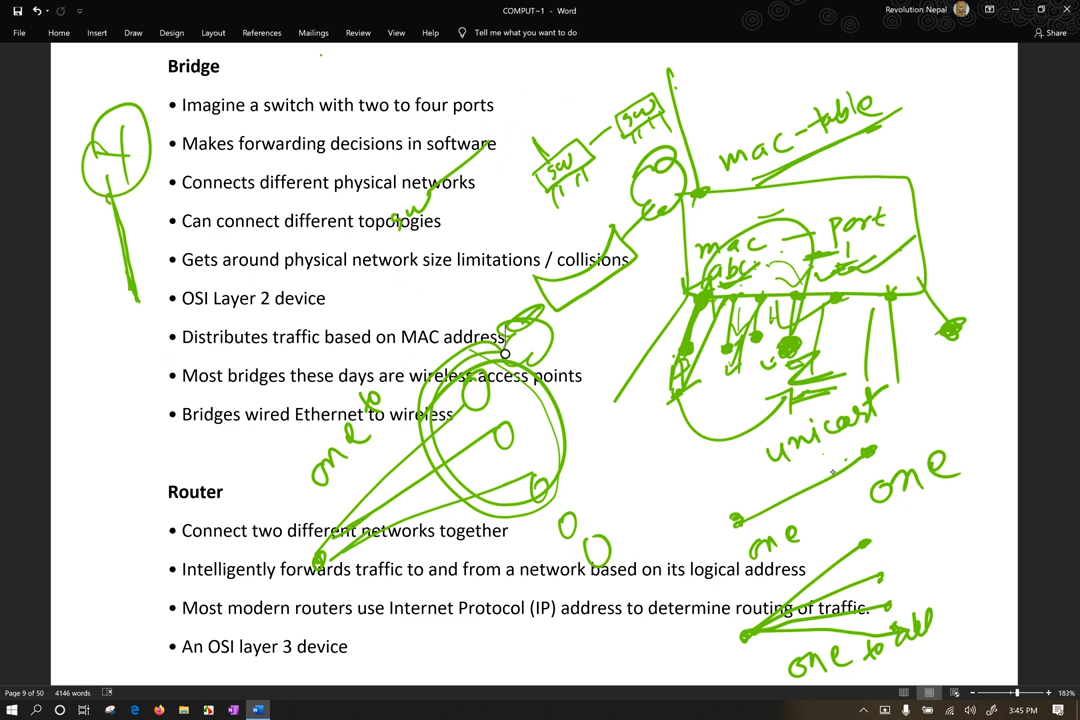 COMPUT~1 - Word
Revolution Nepal
File Home Insert Draw Design Layout References Mailings Review View Help Tell me what you want to do
Share
Bridge
• Imagine a switch with two to four ports
• Makes forwarding decisions in software
• Connects different physical networks
• Can connect different topologies
• Gets around physical network size limitations / collisions
• OSI Layer 2 device
• Distributes traffic based on MAC address
• Most bridges these days are wireless access points
• Bridges wired Ethernet to wireless
Router
• Connect two different networks together
• Intelligently forwards traffic to and from a network based on its logical address
• Most modern routers use Internet Protocol (IP) address to determine routing of traffic.
• An OSI layer 3 device
sw
sw
sw
mac-table
mac - port
abc 1
unicast
one
one
one to all
one to
Page 9 of 50 4146 words
183%
3:45 PM